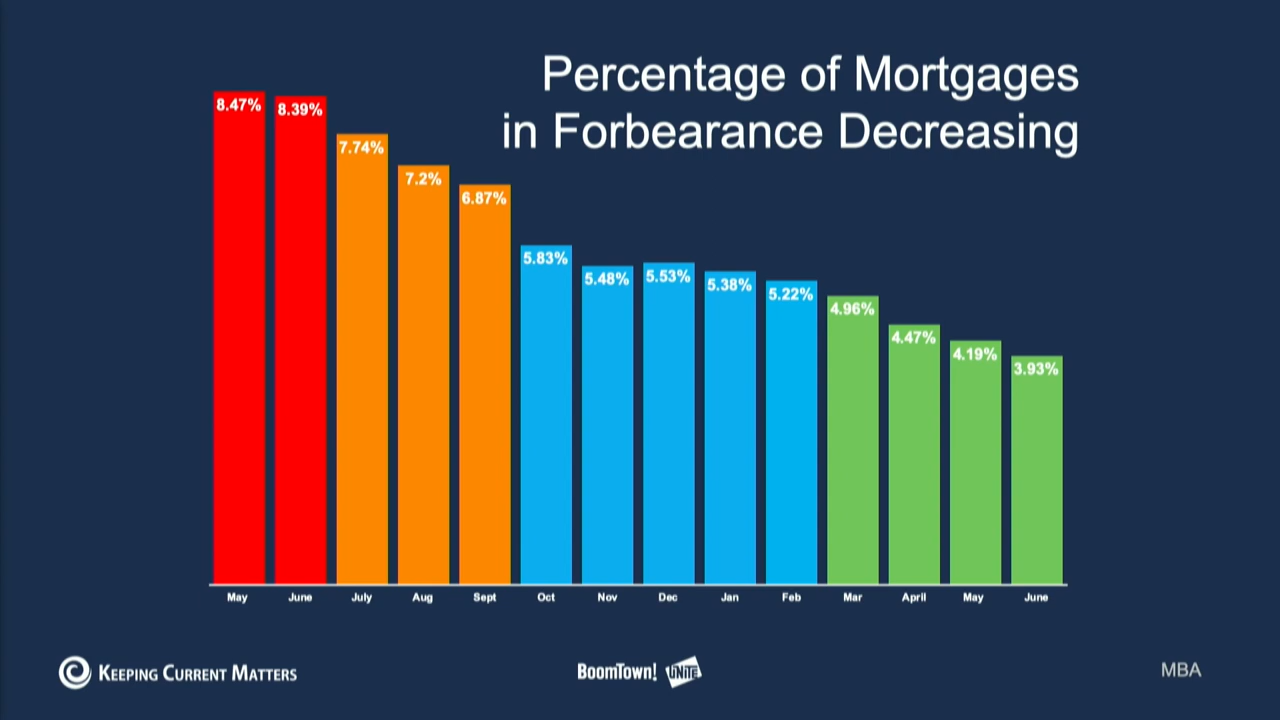 Percentage of Mortgages
in Forbearance Decreasing
8.47%
8.39%
7.74%
7.2%
6.87%
5.83%
5.48%
5.53%
5.38%
5.22%
4.96%
4.47%
4.19%
3.93%
May June July Aug Sept Oct Nov Dec Jan Feb Mar April May June
KEEPING CURRENT MATTERS
BoomTown! UNITE
MBA